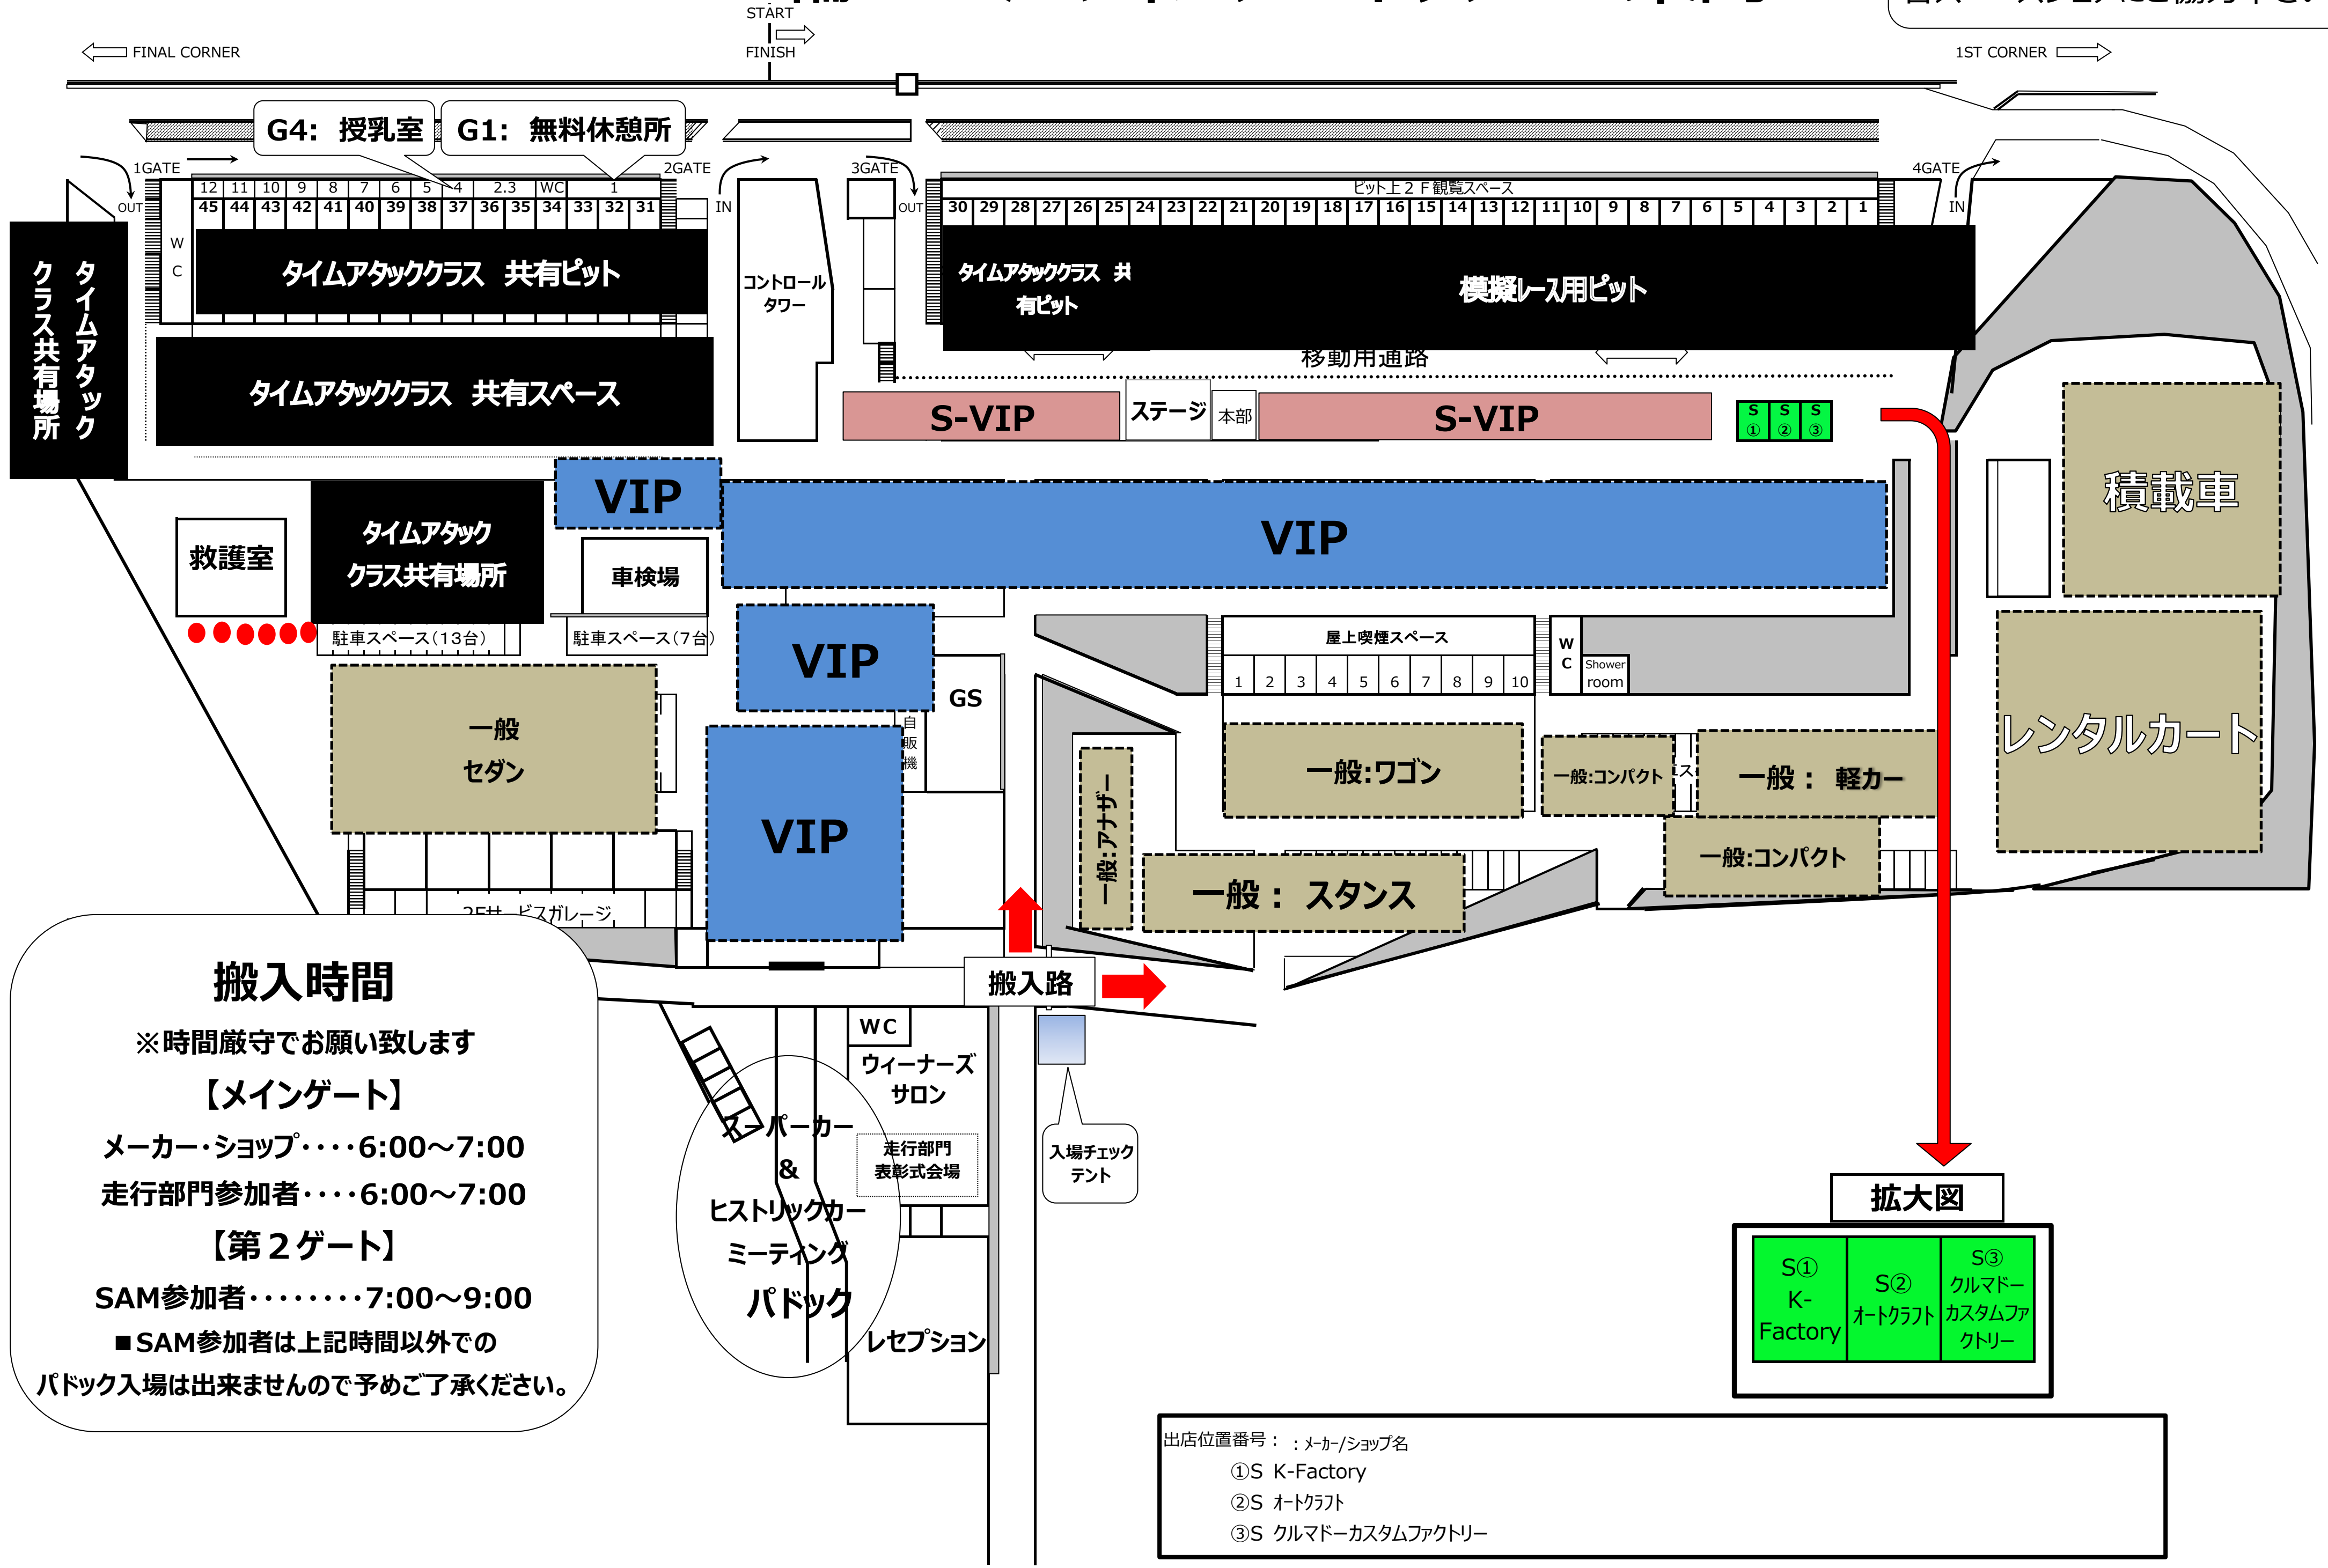 START
FINISH
FINAL CORNER
1ST CORNER
G4: 授乳室
G1: 無料休憩所
1GATE
2GATE
3GATE
4GATE
OUT
IN
OUT
IN
12 11 10 9 8 7 6 5 4 2.3 WC 1
45 44 43 42 41 40 39 38 37 36 35 34 33 32 31
ピット上2F観覧スペース
30 29 28 27 26 25 24 23 22 21 20 19 18 17 16 15 14 13 12 11 10 9 8 7 6 5 4 3 2 1
タイムアタック
クラス共有場所
W
C
タイムアタッククラス 共有ピット
コントロール
タワー
タイムアタッククラス 共
有ピット
模擬レース用ピット
移動用通路
タイムアタッククラス 共有スペース
S-VIP
ステージ
本部
S-VIP
S
①
S
②
S
③
積載車
VIP
VIP
救護室
タイムアタック
クラス共有場所
車検場
駐車スペース(13台)
駐車スペース(7台)
VIP
GS
自
販
機
屋上喫煙スペース
1 2 3 4 5 6 7 8 9 10
W
C
Shower
room
レンタルカート
一般
セダン
VIP
一般:アナザー
一般:ワゴン
一般:コンパクト
一般: 軽カー
一般:コンパクト
一般: スタンス
2Fサービスガレージ
搬入路
搬入時間
※時間厳守でお願い致します
【メインゲート】
メーカー・ショップ‥‥6:00～7:00
走行部門参加者‥‥6:00～7:00
【第2ゲート】
SAM参加者‥‥‥‥7:00～9:00
■SAM参加者は上記時間以外での
パドック入場は出来ませんので予めご了承ください。
WC
ウィーナーズ
サロン
走行部門
表彰式会場
スーパーカー
&
ヒストリックカー
ミーティング
パドック
レセプション
入場チェック
テント
拡大図
S①
K-
Factory
S②
オートクラフト
S③
クルマドー
カスタムファ
クトリー
出店位置番号: :メーカー/ショップ名
①S K-Factory
②S オートクラフト
③S クルマドーカスタムファクトリー